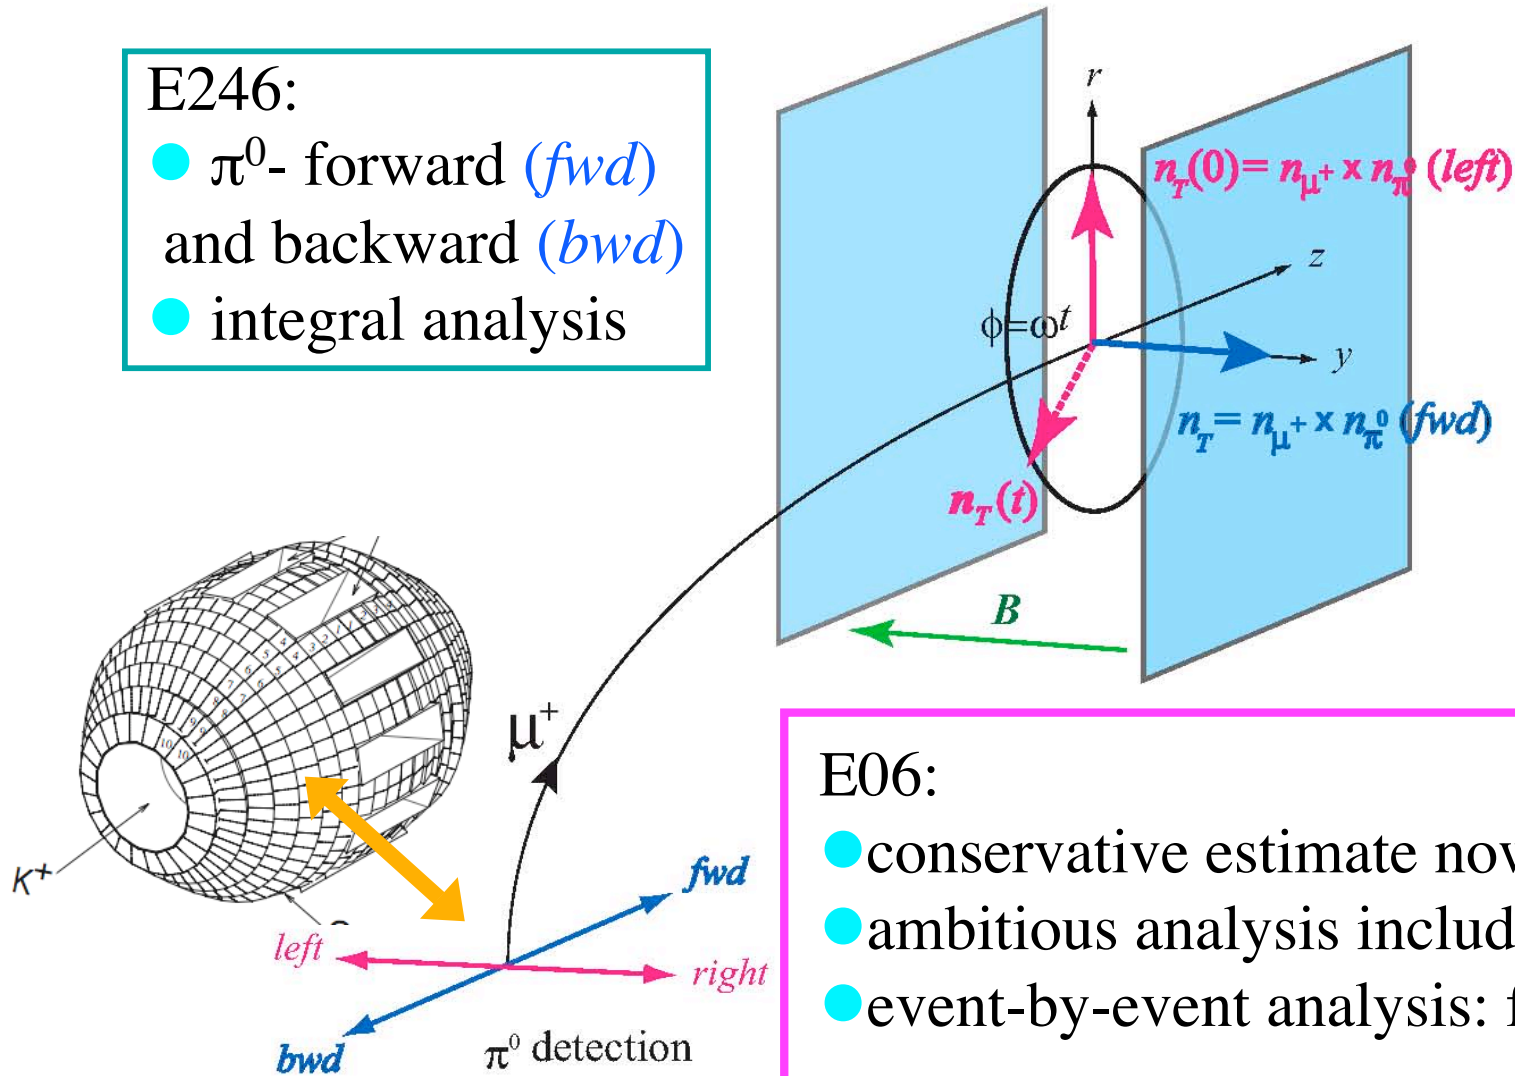 E246:
● π⁰- forward (fwd)
and backward (bwd)
● integral analysis
r
n_T(0) = n_μ⁺ x n_π⁰ (left)
z
ϕ=ωt
y
n_T = n_μ⁺ x n_π⁰ (fwd)
n_T(t)
B
μ⁺
K⁺
fwd
left
right
bwd
π⁰ detection
E06:
●conservative estimate nov
●ambitious analysis includ
●event-by-event analysis: f